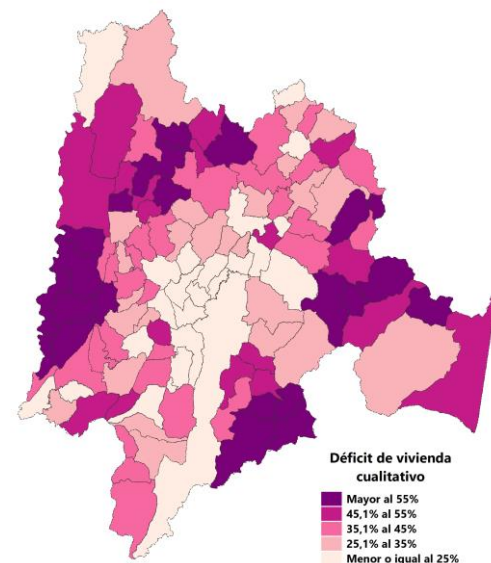 Déficit de vivienda
cualitativo
Mayor al 55%
45,1% al 55%
35,1% al 45%
25,1% al 35%
Menor o igual al 25%